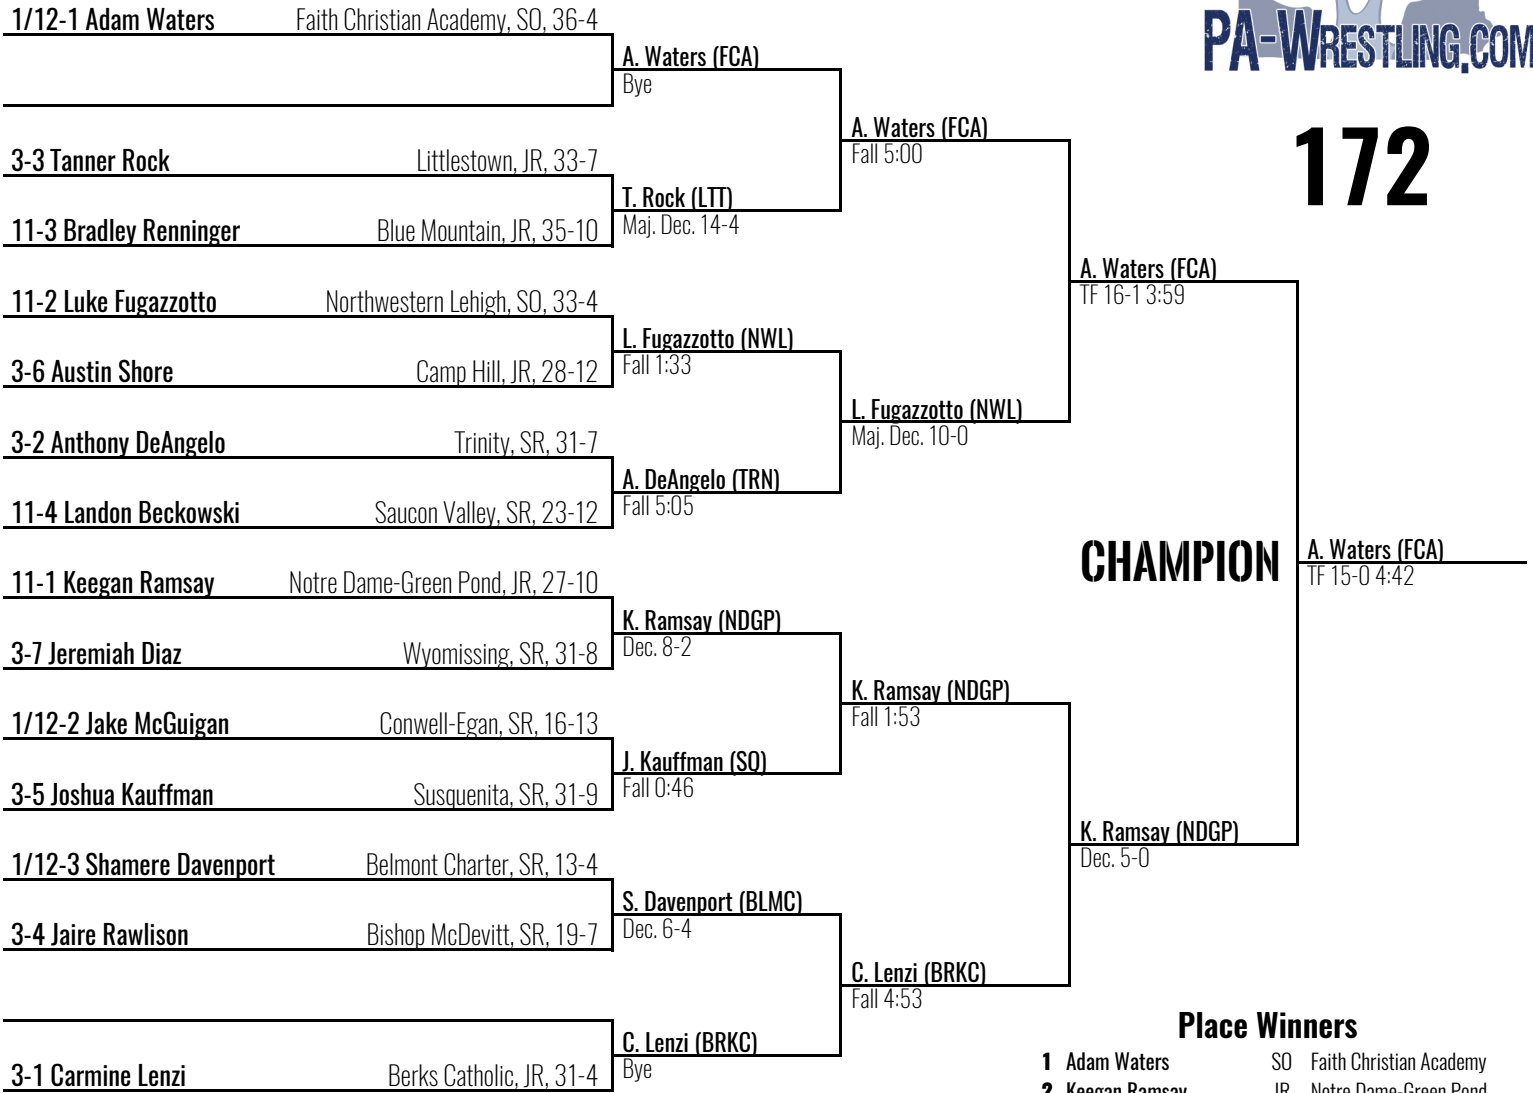 PA-WRESTLING.COM
172
1/12-1 Adam Waters Faith Christian Academy, SO, 36-4
A. Waters (FCA)
Bye
A. Waters (FCA)
Fall 5:00
3-3 Tanner Rock Littlestown, JR, 33-7
T. Rock (LTT)
Maj. Dec. 14-4
11-3 Bradley Renninger Blue Mountain, JR, 35-10
A. Waters (FCA)
TF 16-1 3:59
11-2 Luke Fugazzotto Northwestern Lehigh, SO, 33-4
L. Fugazzotto (NWL)
Fall 1:33
3-6 Austin Shore Camp Hill, JR, 28-12
L. Fugazzotto (NWL)
Maj. Dec. 10-0
3-2 Anthony DeAngelo Trinity, SR, 31-7
A. DeAngelo (TRN)
Fall 5:05
11-4 Landon Beckowski Saucon Valley, SR, 23-12
CHAMPION
A. Waters (FCA)
TF 15-0 4:42
11-1 Keegan Ramsay Notre Dame-Green Pond, JR, 27-10
K. Ramsay (NDGP)
Dec. 8-2
3-7 Jeremiah Diaz Wyomissing, SR, 31-8
K. Ramsay (NDGP)
Fall 1:53
1/12-2 Jake McGuigan Conwell-Egan, SR, 16-13
J. Kauffman (SQ)
Fall 0:46
3-5 Joshua Kauffman Susquenita, SR, 31-9
K. Ramsay (NDGP)
Dec. 5-0
1/12-3 Shamere Davenport Belmont Charter, SR, 13-4
S. Davenport (BLMC)
Dec. 6-4
3-4 Jaire Rawlison Bishop McDevitt, SR, 19-7
C. Lenzi (BRKC)
Fall 4:53
C. Lenzi (BRKC)
Bye
3-1 Carmine Lenzi Berks Catholic, JR, 31-4
Place Winners
1 Adam Waters SO Faith Christian Academy
2 Keegan Ramsay JR Notre Dame-Green Pond